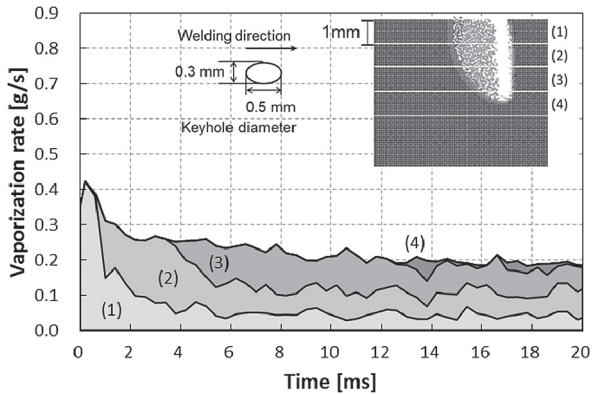 Vaporization rate [g/s]
0.9
0.8
0.7
0.6
0.5
0.4
0.3
0.2
0.1
0.0
Welding direction
0.3 mm
0.5 mm
Keyhole diameter
1mm
(1)
(2)
(3)
(4)
(1)
(2)
(3)
(4)
0 2 4 6 8 10 12 14 16 18 20
Time [ms]